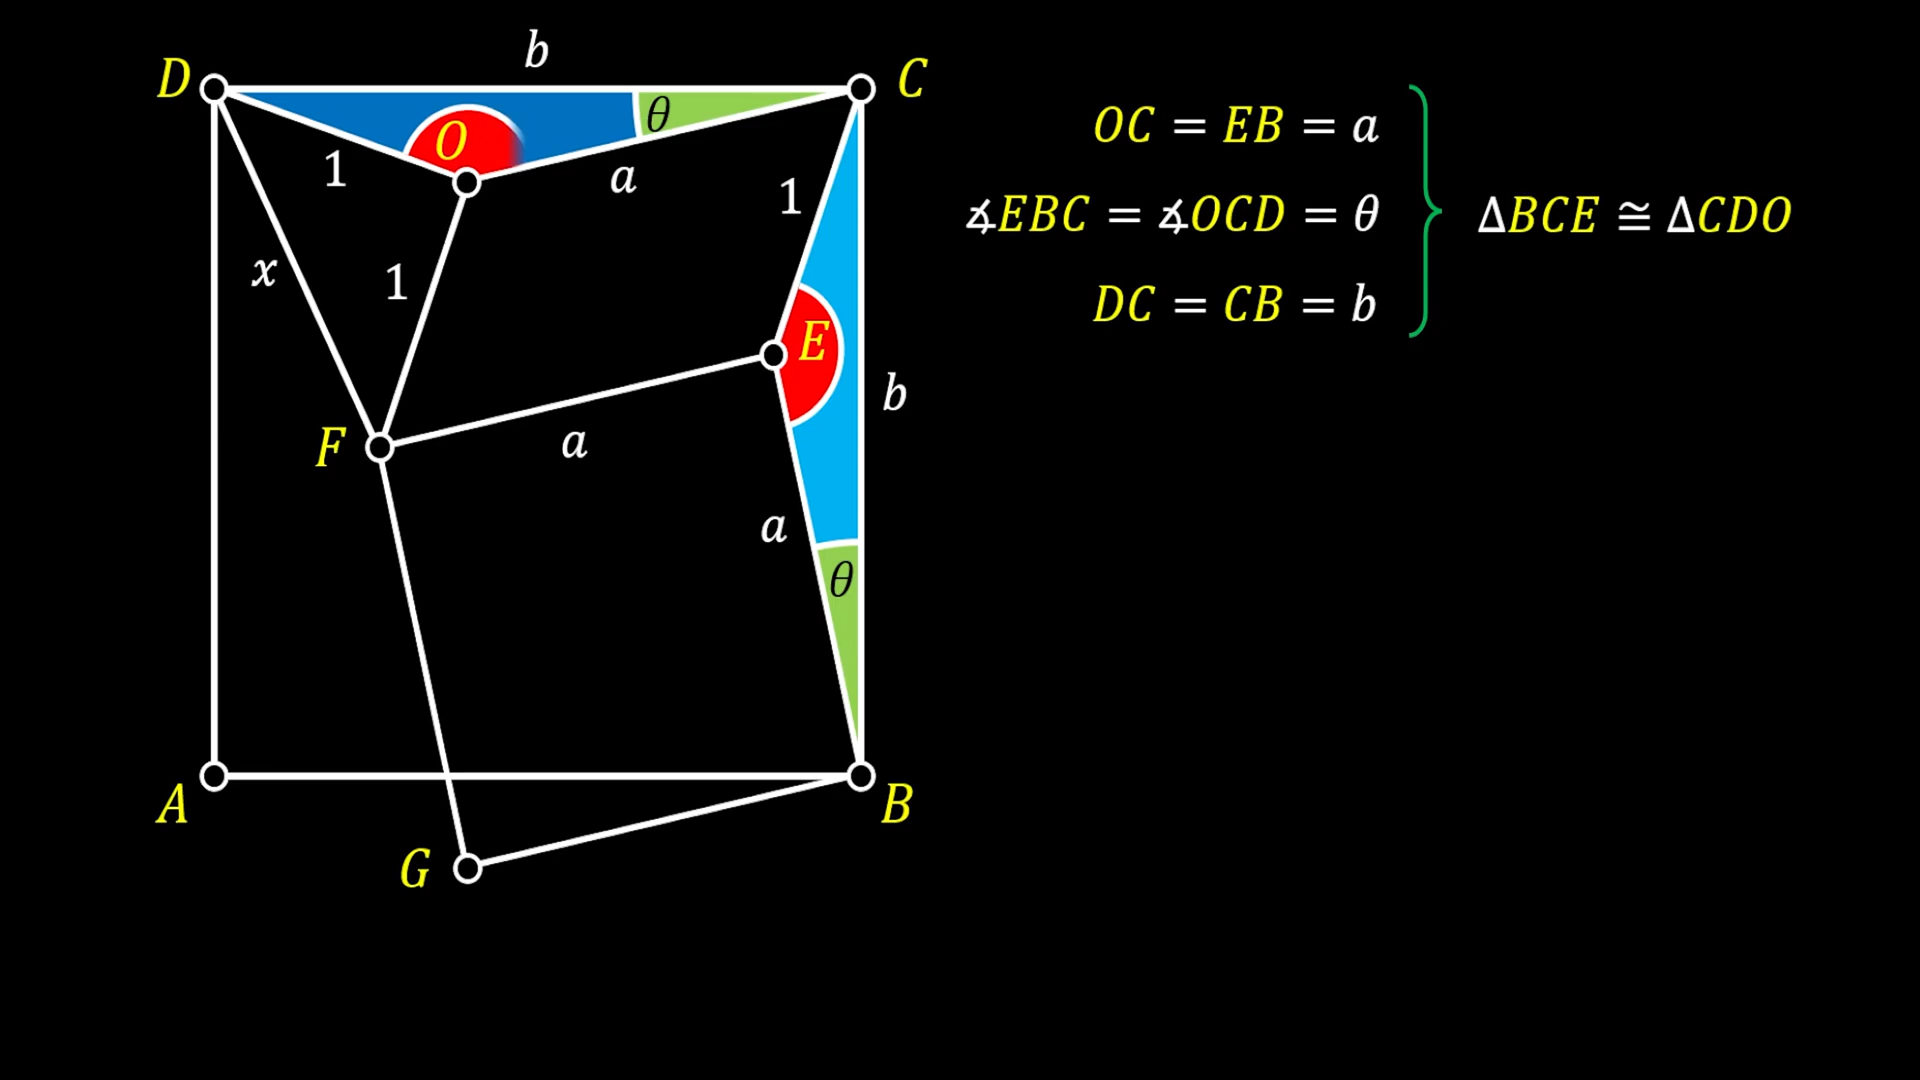 b
D
C
θ
O
1
a
1
x
1
E
b
F
a
a
θ
A
B
G
OC = EB = a
∡EBC = ∡OCD = θ
DC = CB = b
ΔBCE ≅ ΔCDO